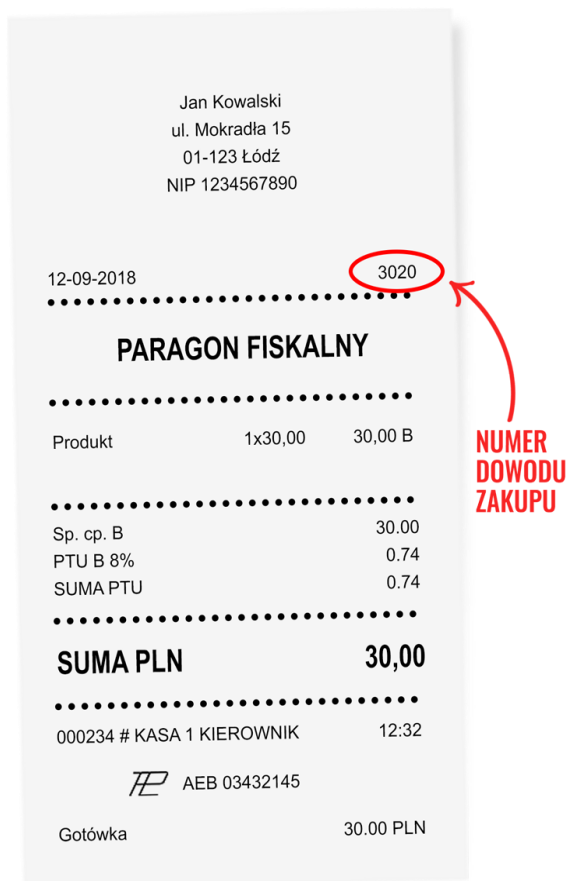 Jan Kowalski
ul. Mokradła 15
01-123 Łódź
NIP 1234567890
12-09-2018 3020
PARAGON FISKALNY
Produkt 1x30,00 30,00 B
Sp. cp. B 30.00
PTU B 8% 0.74
SUMA PTU 0.74
SUMA PLN 30,00
000234 # KASA 1 KIEROWNIK 12:32
AEB 03432145
Gotówka 30.00 PLN
NUMER
DOWODU
ZAKUPU